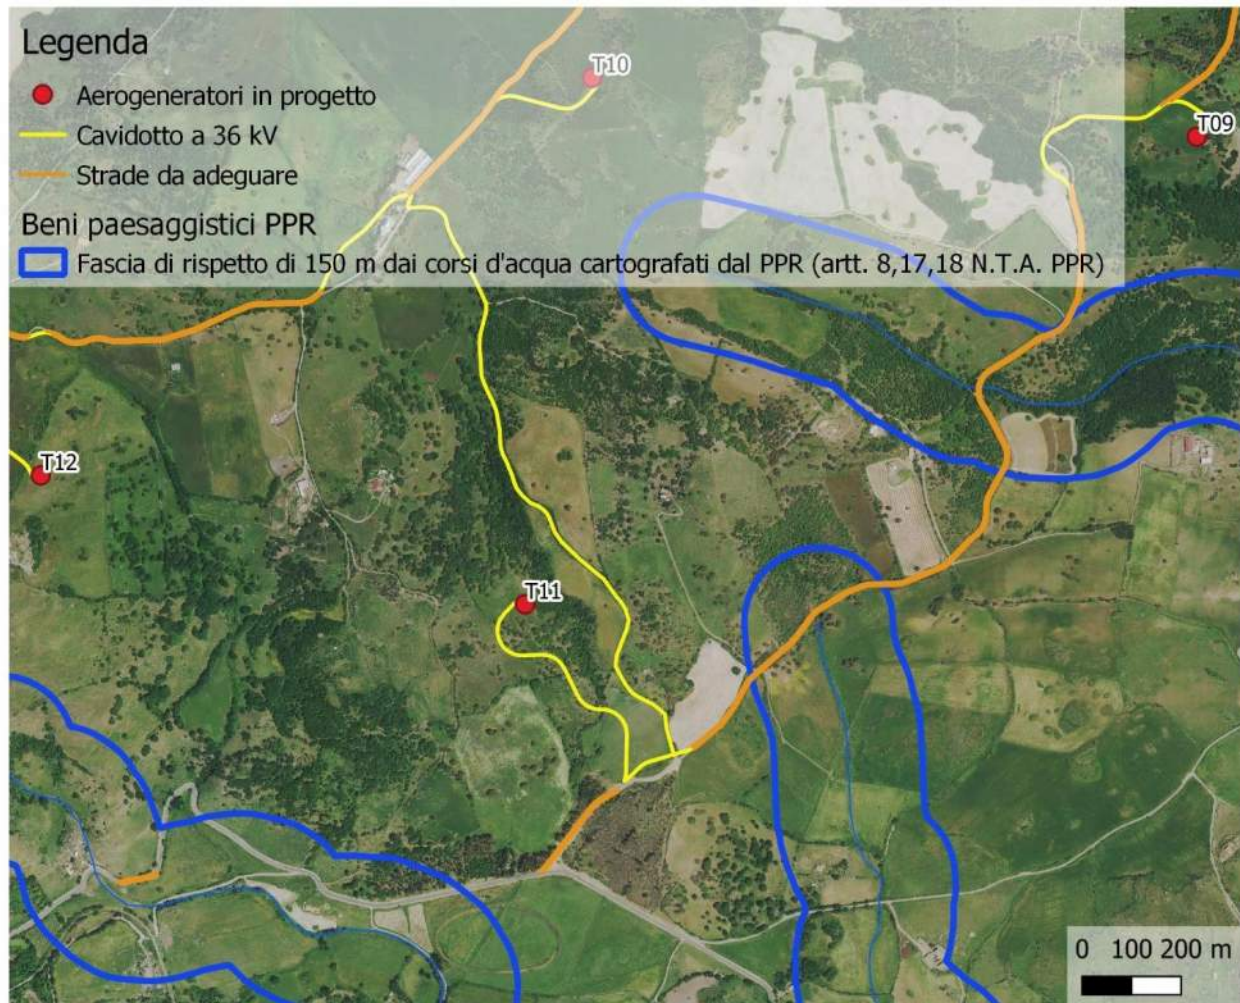 Legenda
Aerogeneratori in progetto
Cavidotto a 36 kV
Strade da adeguare
Beni paesaggistici PPR
Fascia di rispetto di 150 m dai corsi d'acqua cartografati dal PPR (artt. 8,17,18 N.T.A. PPR)
T10
T09
T12
T11
0 100 200 m